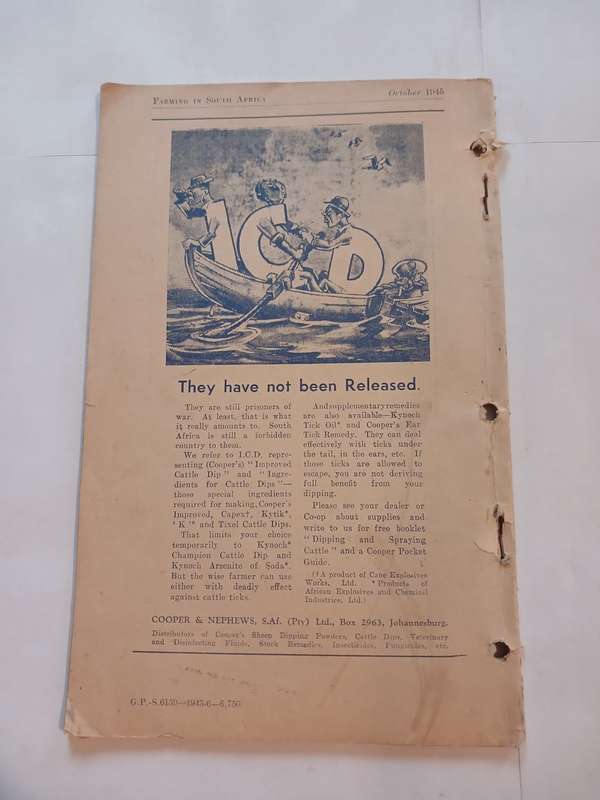 FARMING IN SOUTH AFRICA
October 1945
ICD
They have not been Released.
They are still prisoners of
war. At least, that is what
it really amounts to. South
Africa is still a forbidden
country to them.
We refer to I.C.D. repre-
senting (Cooper's) "Improved
Cattle Dip" and "Ingre-
dients for Cattle Dips"—
those special ingredients
required for making Cooper's
Improved, Capex†, Kytik*,
'K'* and Tixol Cattle Dips.
That limits your choice
temporarily to Kynoch*
Champion Cattle Dip and
Kynoch Arsenite of Soda*.
But the wise farmer can use
either with deadly effect
against cattle ticks.
And supplementary remedies
are also available—Kynoch
Tick Oil* and Cooper's Ear
Tick Remedy. They can deal
effectively with ticks under
the tail, in the ears, etc. If
those ticks are allowed to
escape, you are not deriving
full benefit from your
dipping.
Please see your dealer or
Co-op about supplies and
write to us for free booklet
"Dipping and Spraying
Cattle" and a Cooper Pocket
Guide.
(† A product of Cape Explosives
Works, Ltd. * Products of
African Explosives and Chemical
Industries, Ltd.)
COOPER & NEPHEWS, S.Af. (Pty) Ltd., Box 2963, Johannesburg.
Distributors of Cooper's Sheep Dipping Powders, Cattle Dips, Veterinary
and Disinfecting Fluids, Stock Remedies, Insecticides, Fungicides, etc.
G.P.-S.6159—1945-6—6,750